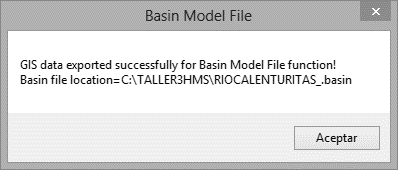 Basin Model File
GIS data exported successfully for Basin Model File function!
Basin file location=C:\TALLER3HMS\RIOCALENTURITAS_.basin
Aceptar